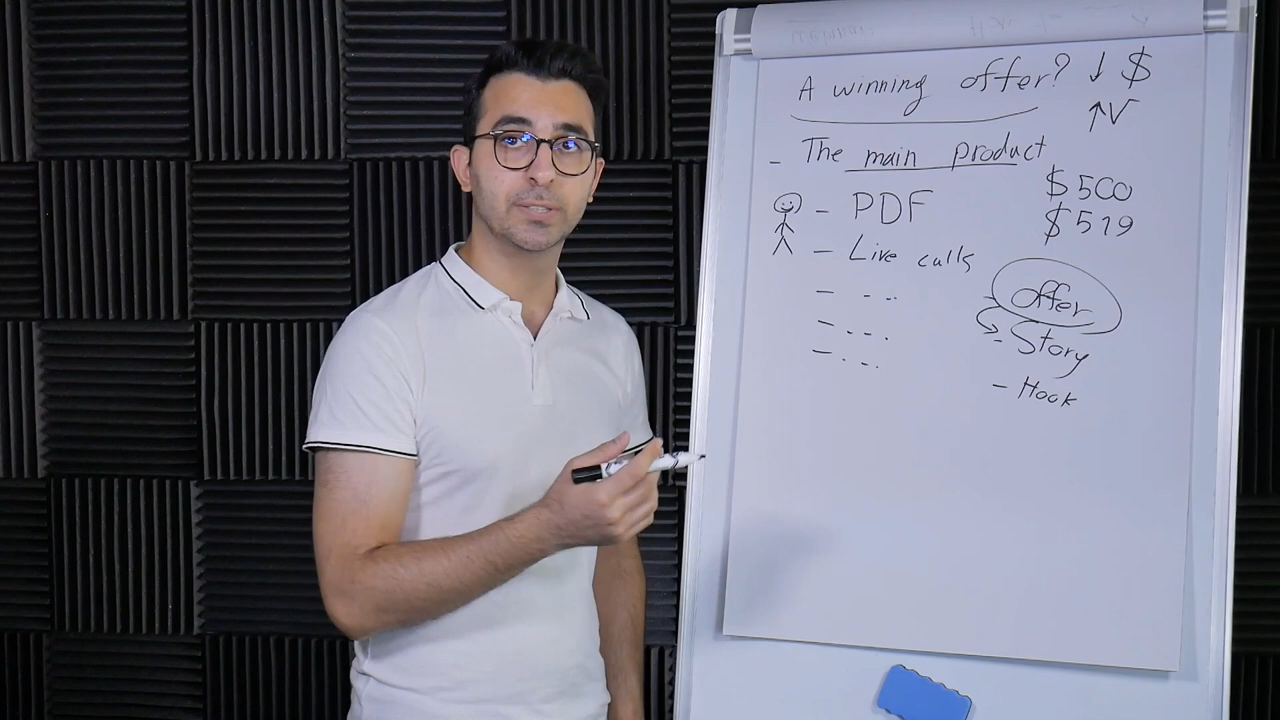 A winning offer? ↓ $
↑ V
- The main product
- PDF
$500
$519
- Live calls
offer
- Story
- Hook